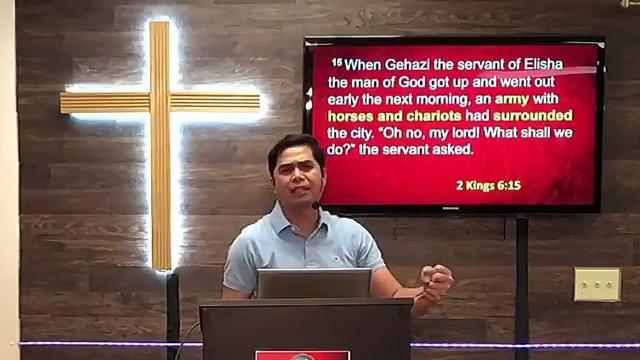 15 When Gehazi the servant of Elisha
the man of God got up and went out
early the next morning, an army with
horses and chariots had surrounded
the city. “Oh no, my lord! What shall we
do?” the servant asked.
2 Kings 6:15